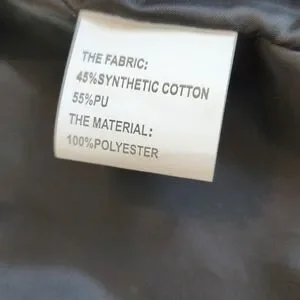 THE FABRIC:
45%SYNTHETIC COTTON
55%PU
THE MATERIAL:
100%POLYESTER